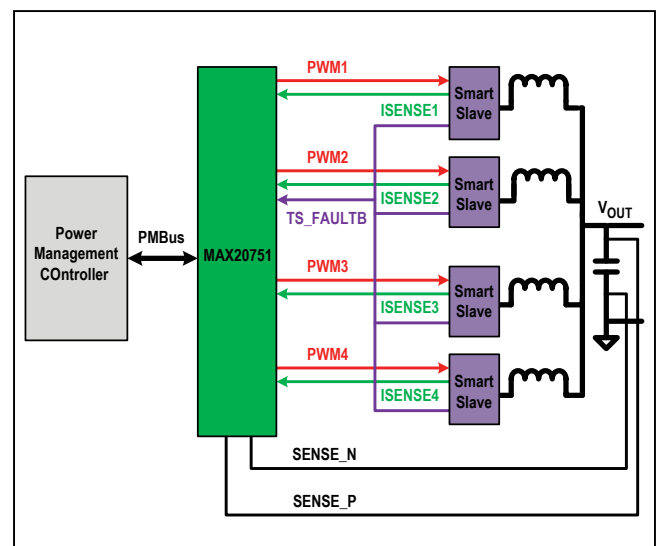 PWM1
Smart
Slave
ISENSE1
PWM2
Smart
Slave
ISENSE2
TS_FAULTB
VOUT
Power
Management
COntroller
PMBus
MAX20751
PWM3
Smart
Slave
ISENSE3
PWM4
Smart
Slave
ISENSE4
SENSE_N
SENSE_P